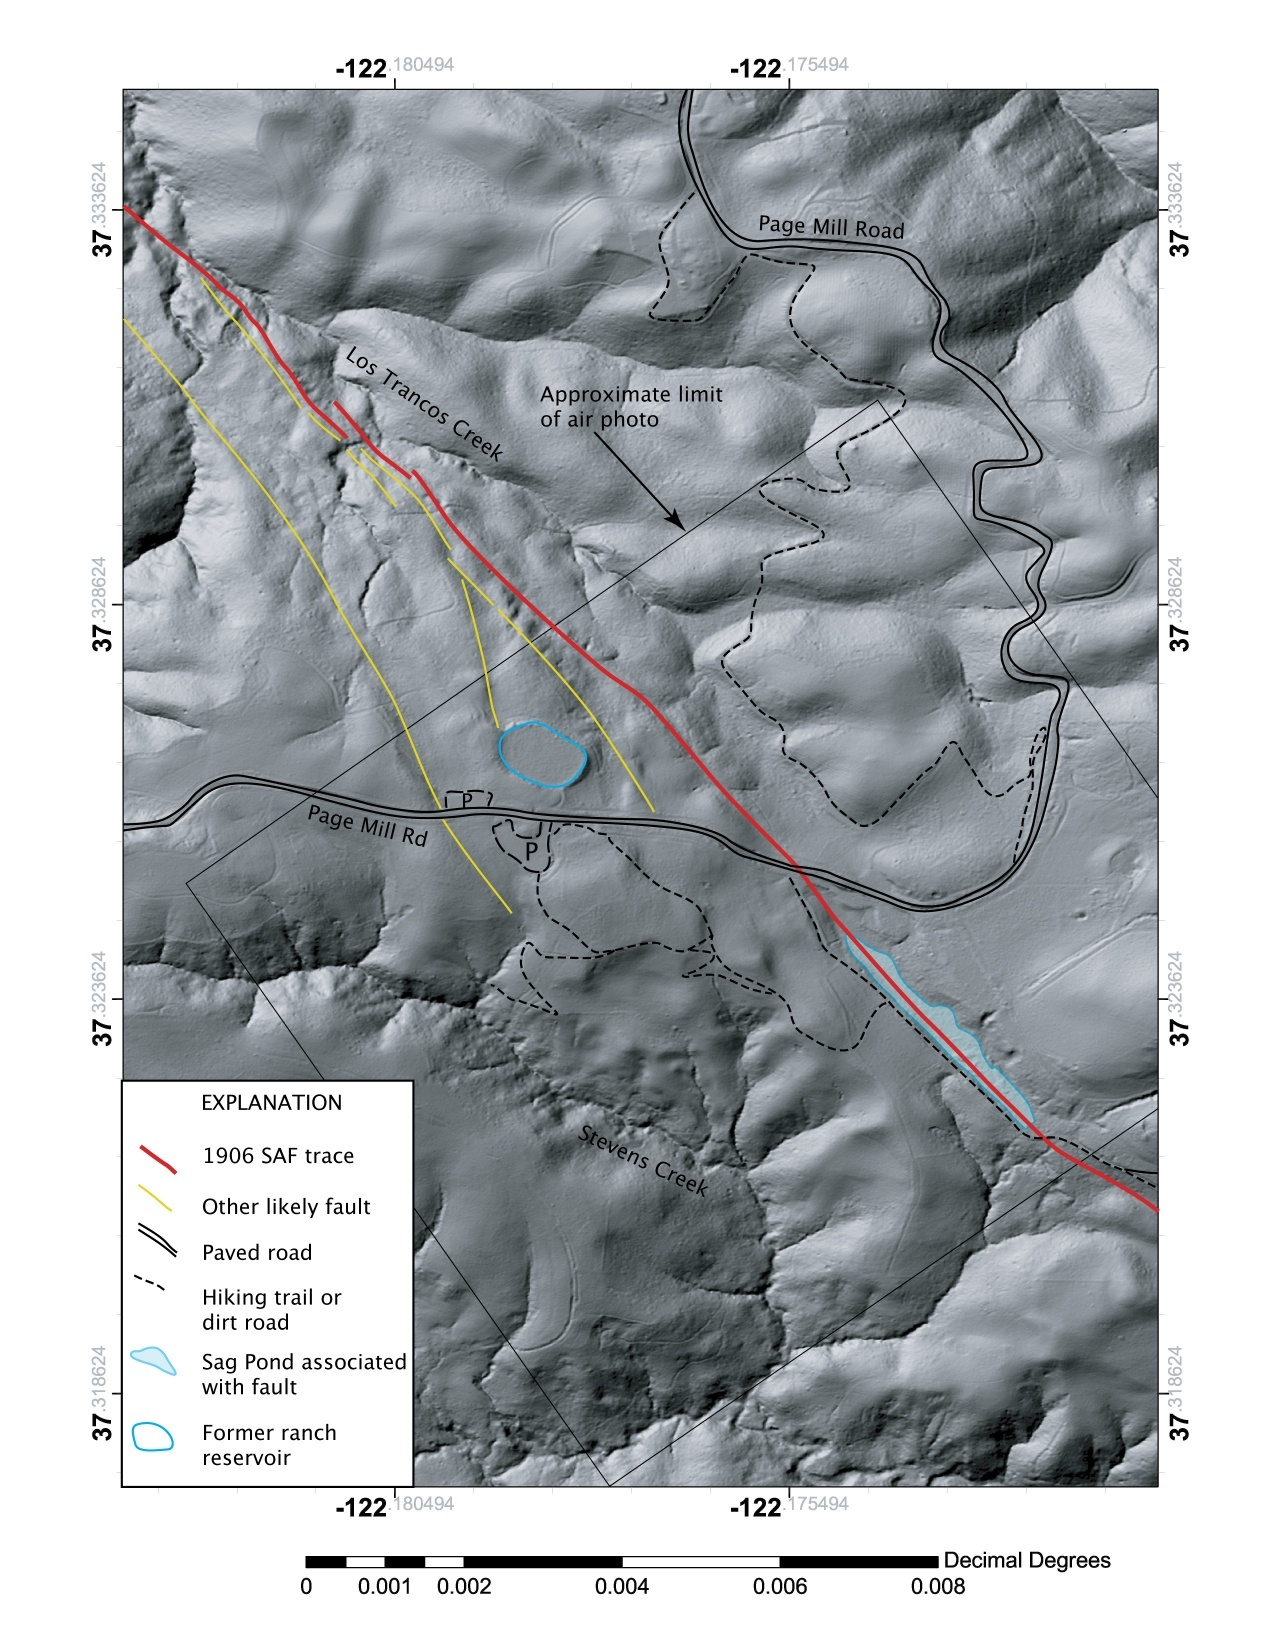 -122.180494
-122.175494
37.333624
37.333624
Page Mill Road
Los Trancos Creek
Approximate limit
of air photo
37.328624
37.328624
P
Page Mill Rd
P
37.323624
37.323624
Stevens Creek
EXPLANATION
1906 SAF trace
Other likely fault
Paved road
Hiking trail or
dirt road
Sag Pond associated
with fault
Former ranch
reservoir
37.318624
37.318624
-122.180494
-122.175494
Decimal Degrees
0 0.001 0.002 0.004 0.006 0.008